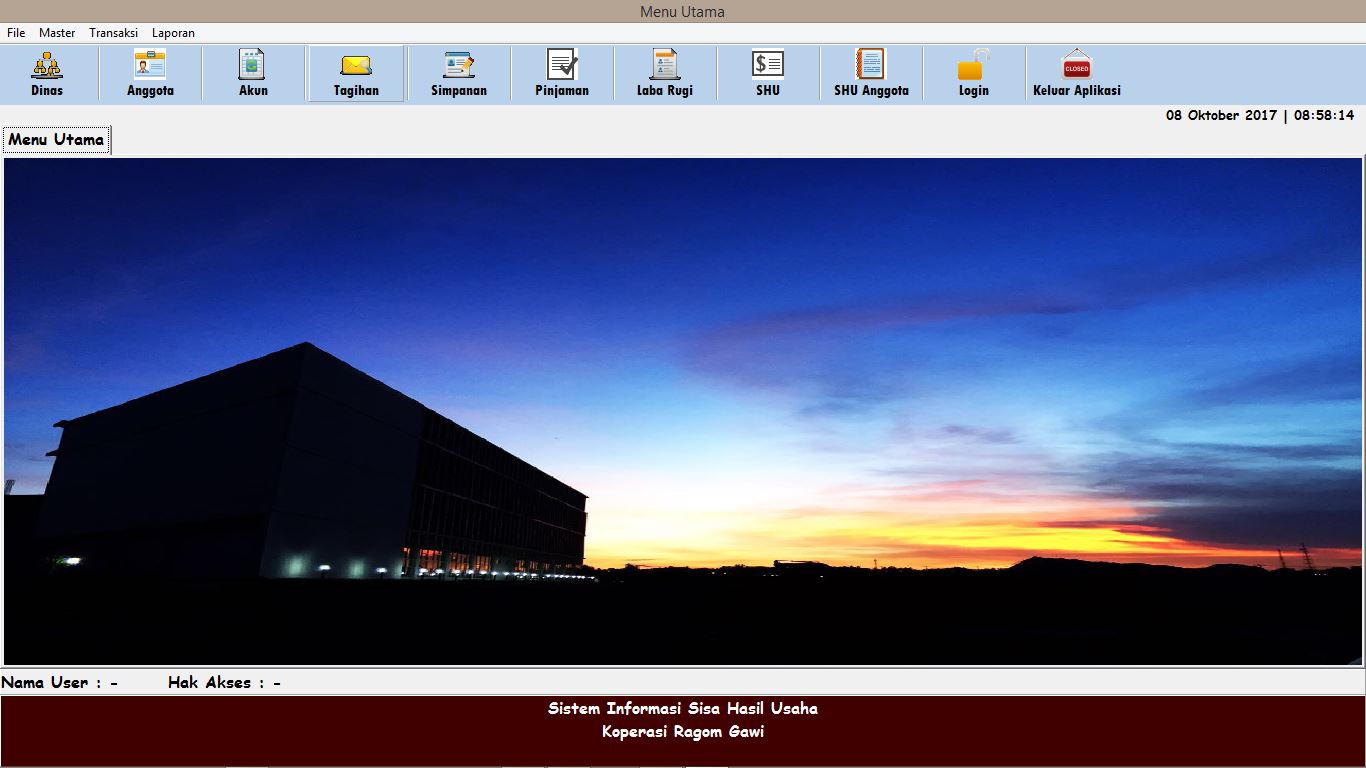 Menu Utama
File Master Transaksi Laporan
Dinas Anggota Akun Tagihan Simpanan Pinjaman Laba Rugi SHU SHU Anggota Login CLOSED Keluar Aplikasi
08 Oktober 2017 | 08:58:14
Menu Utama
Nama User : - Hak Akses : -
Sistem Informasi Sisa Hasil Usaha
Koperasi Ragom Gawi